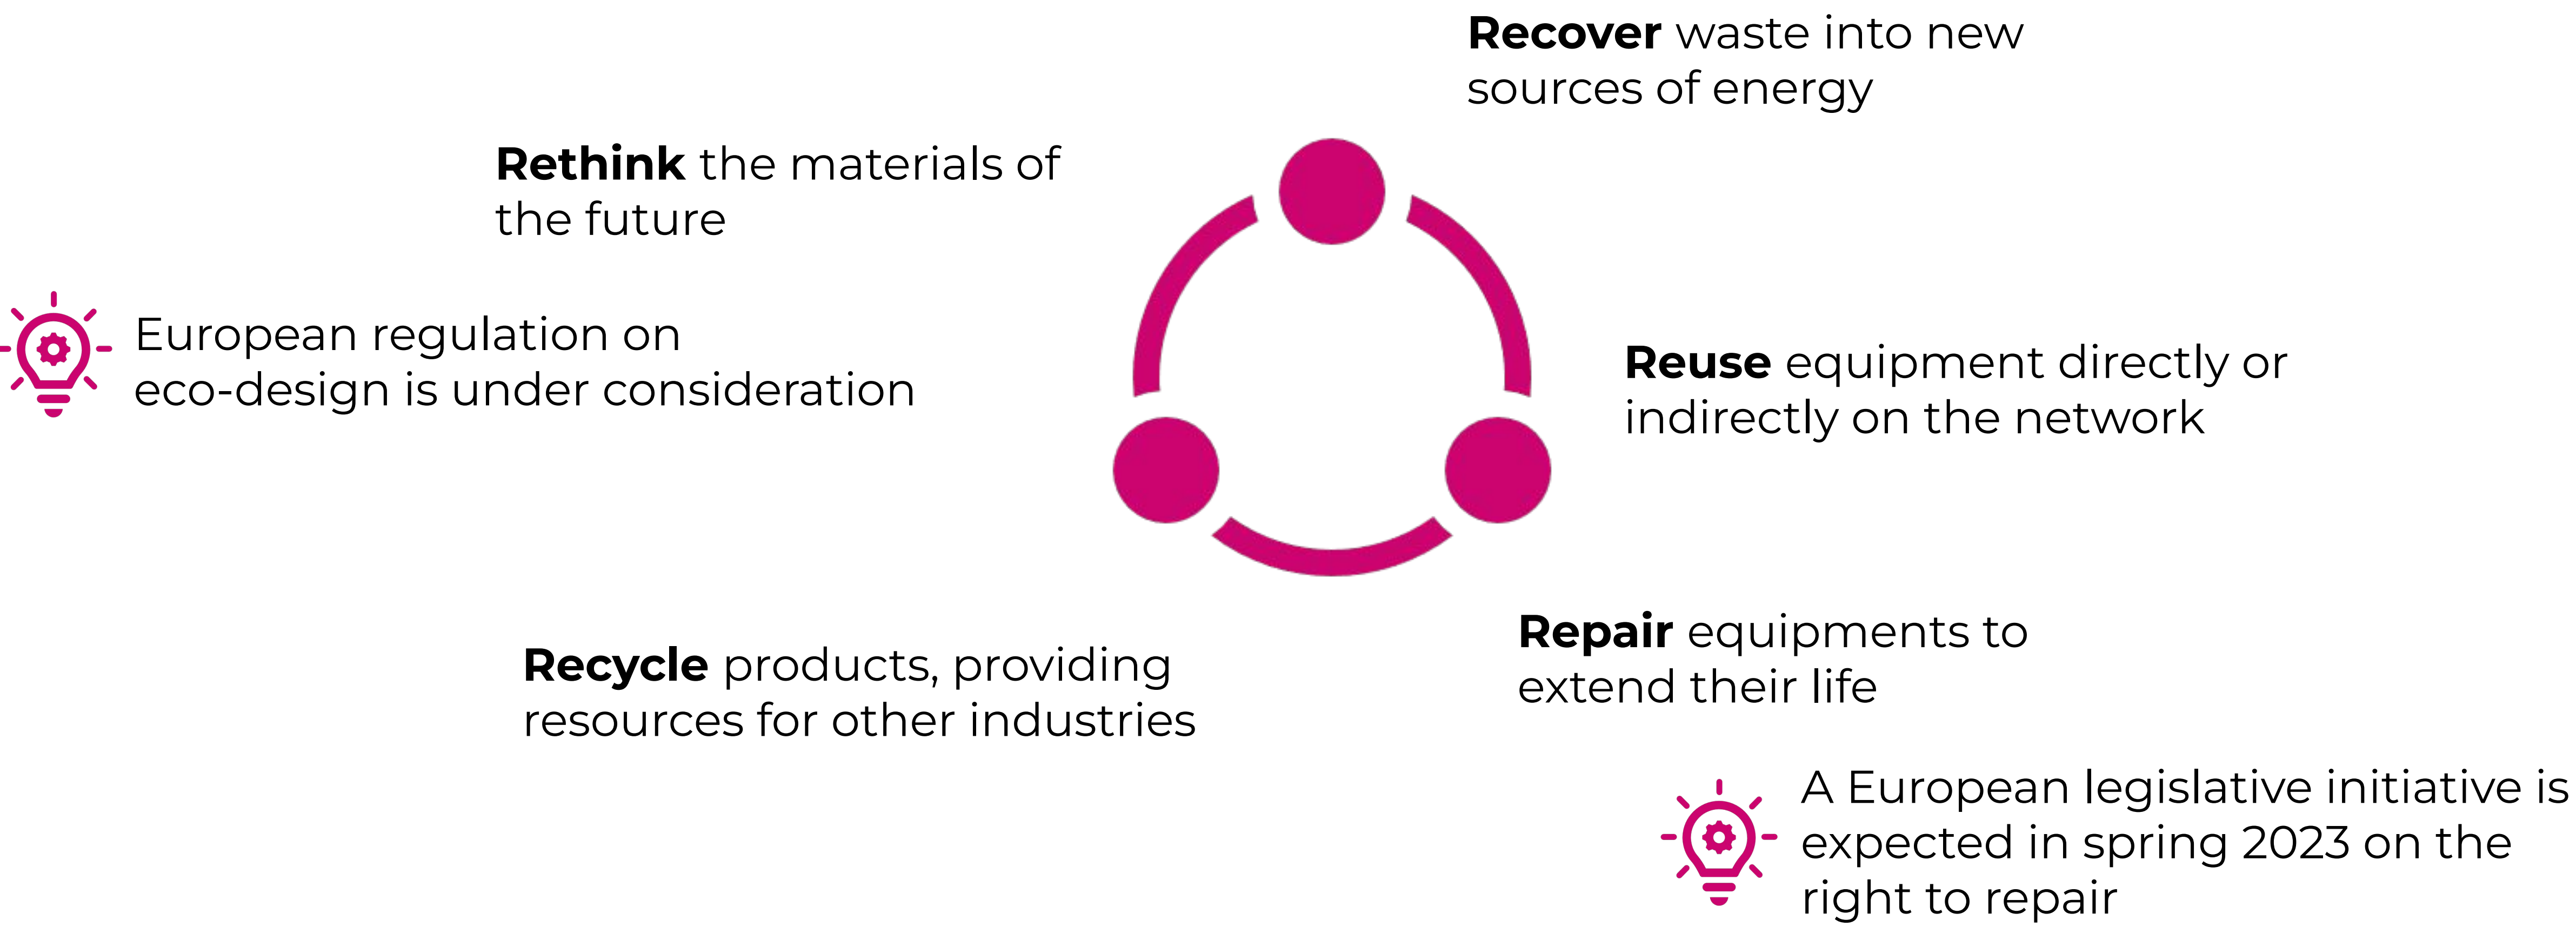 Recover waste into new
sources of energy
Rethink the materials of
the future
European regulation on
eco-design is under consideration
Reuse equipment directly or
indirectly on the network
Repair equipments to
extend their life
Recycle products, providing
resources for other industries
A European legislative initiative is
expected in spring 2023 on the
right to repair